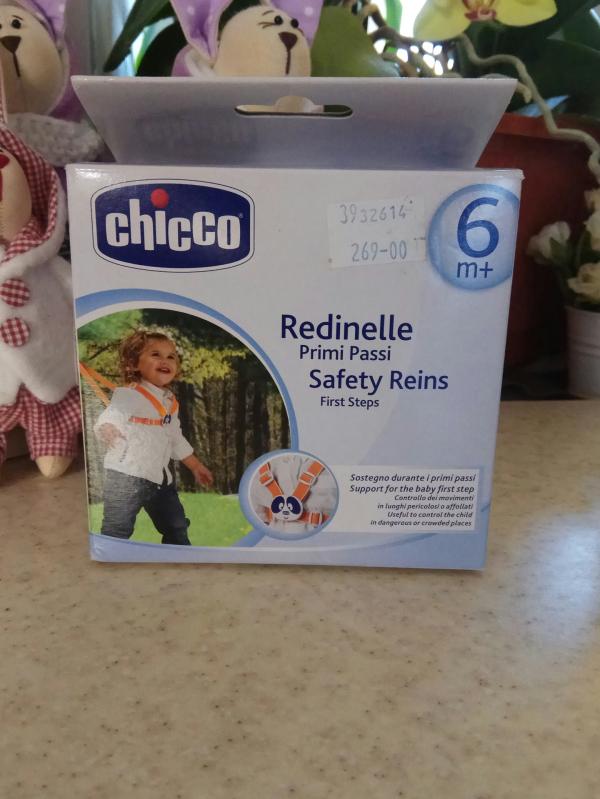 chicco
3932614
269-00
6
m+
Redinelle
Primi Passi
Safety Reins
First Steps
Sostegno durante i primi passi
Support for the baby first step
Controllo dei movimenti
in luoghi pericolosi o affollati
Useful to control the child
in dangerous or crowded places